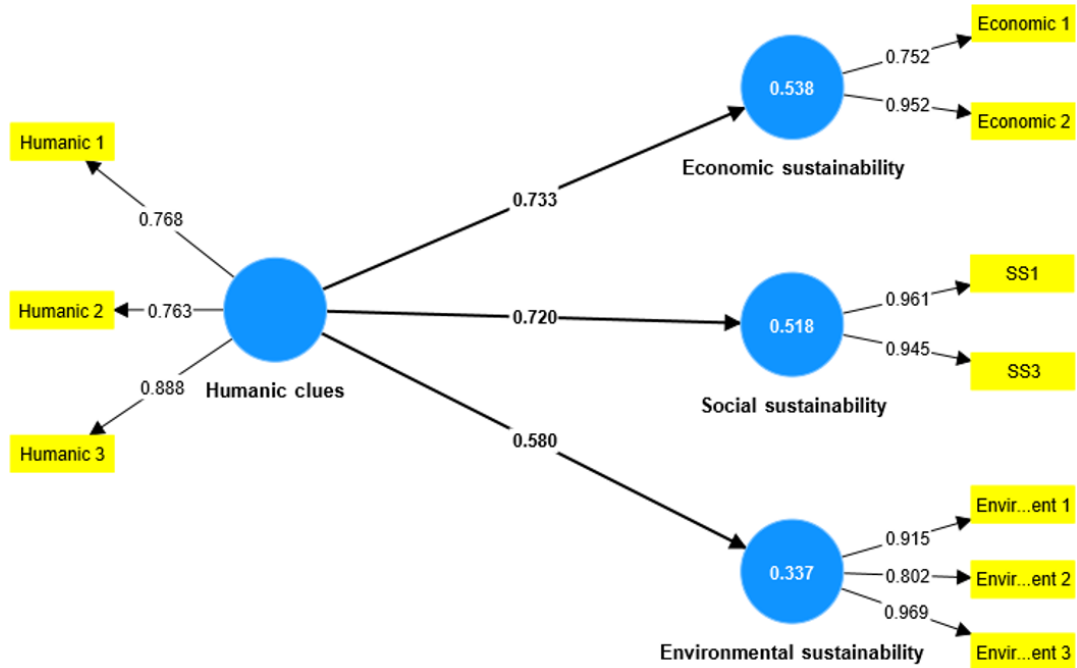 Economic 1
0.752
0.538
0.952
Economic 2
Economic sustainability
Humanic 1
0.768
0.733
Humanic 2
0.763
0.720
0.888
Humanic clues
Humanic 3
0.961
SS1
0.518
0.945
SS3
Social sustainability
0.580
Envir...ent 1
0.915
0.337
0.802
Envir...ent 2
0.969
Environmental sustainability
Envir...ent 3